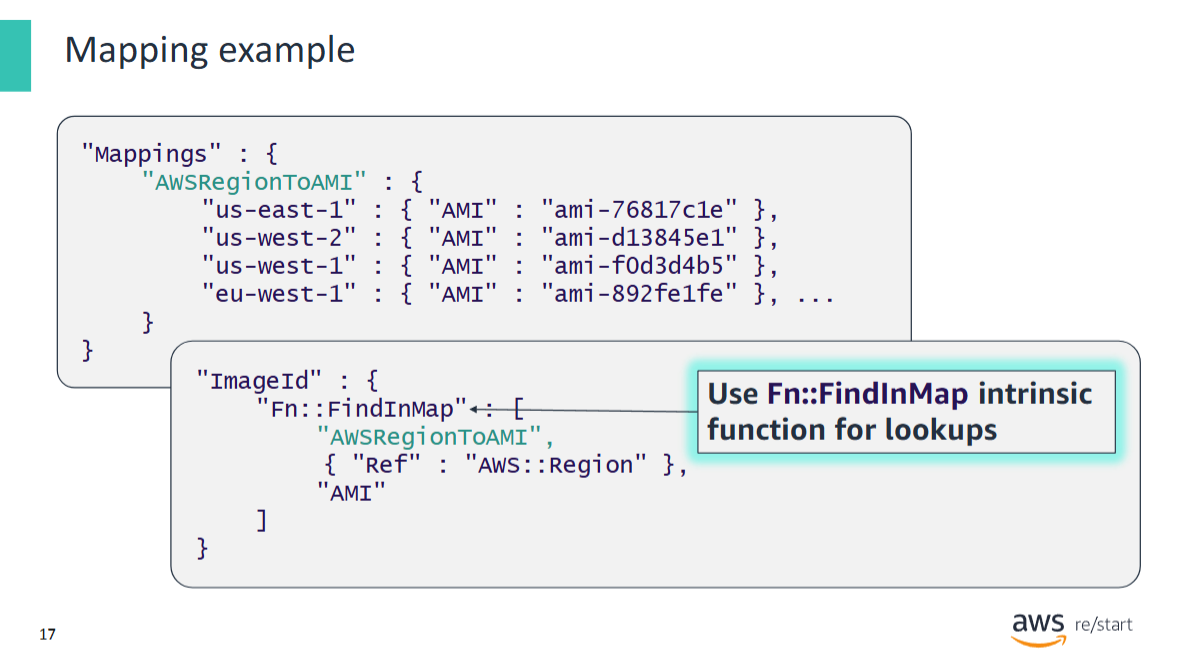 Mapping example
"Mappings" : {
"AWSRegionToAMI" : {
"us-east-1" : { "AMI" : "ami-76817c1e" },
"us-west-2" : { "AMI" : "ami-d13845e1" },
"us-west-1" : { "AMI" : "ami-f0d3d4b5" },
"eu-west-1" : { "AMI" : "ami-892fe1fe" }, ...
}
}
"ImageId" : {
"Fn::FindInMap" : [
"AWSRegionToAMI",
{ "Ref" : "AWS::Region" },
"AMI"
]
}
Use Fn::FindInMap intrinsic
function for lookups
17
aws re/start